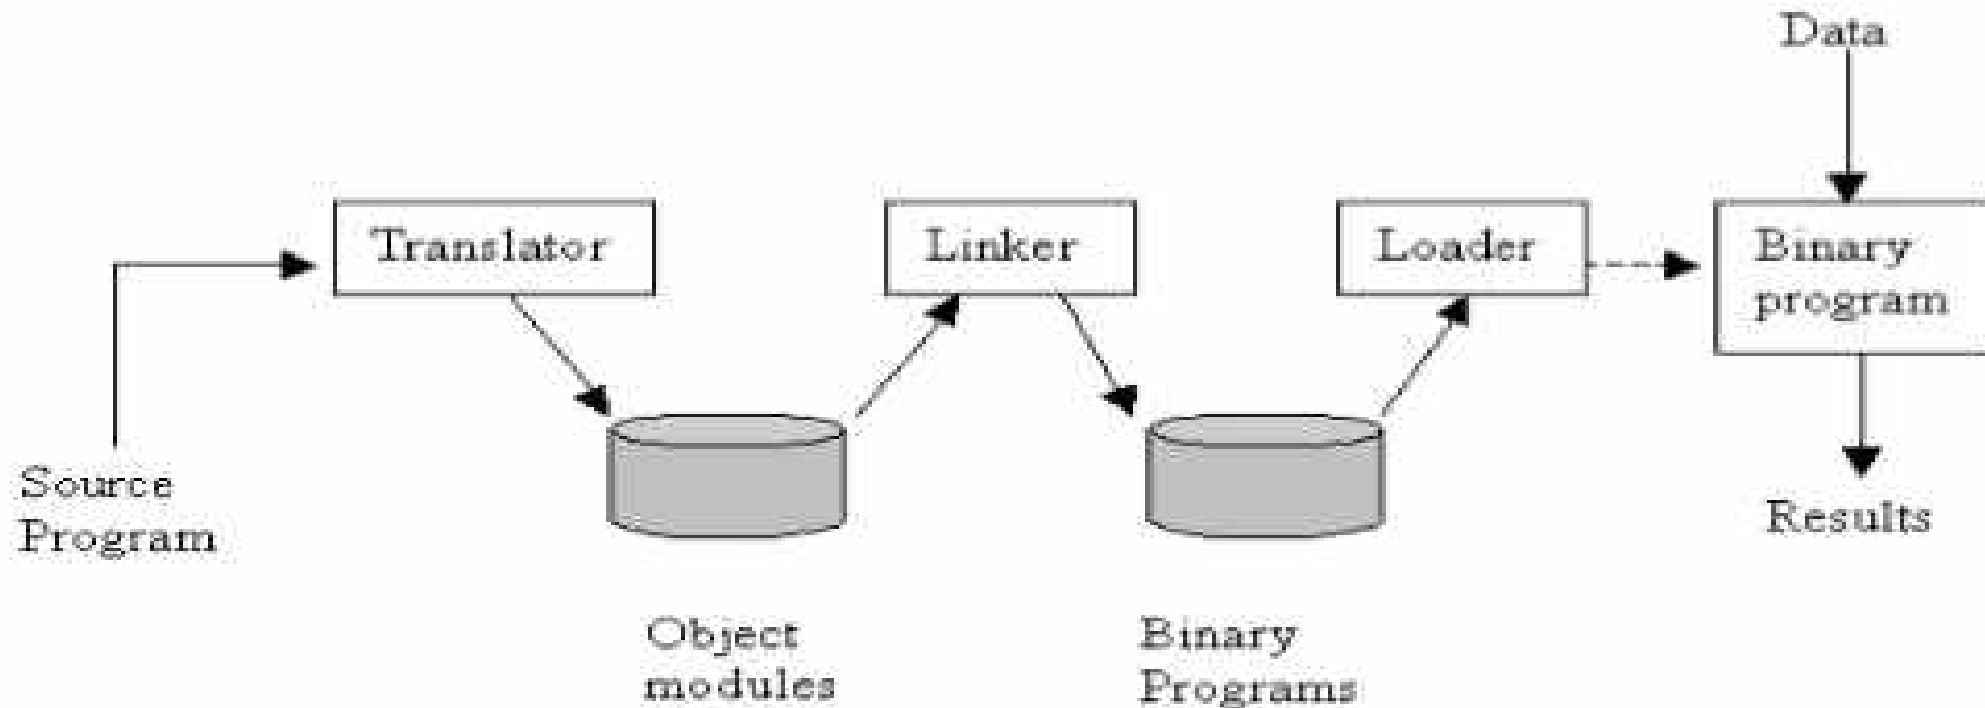 Data
Translator
Linker
Loader
Binary
program
Source
Program
Results
Object
modules
Binary
Programs